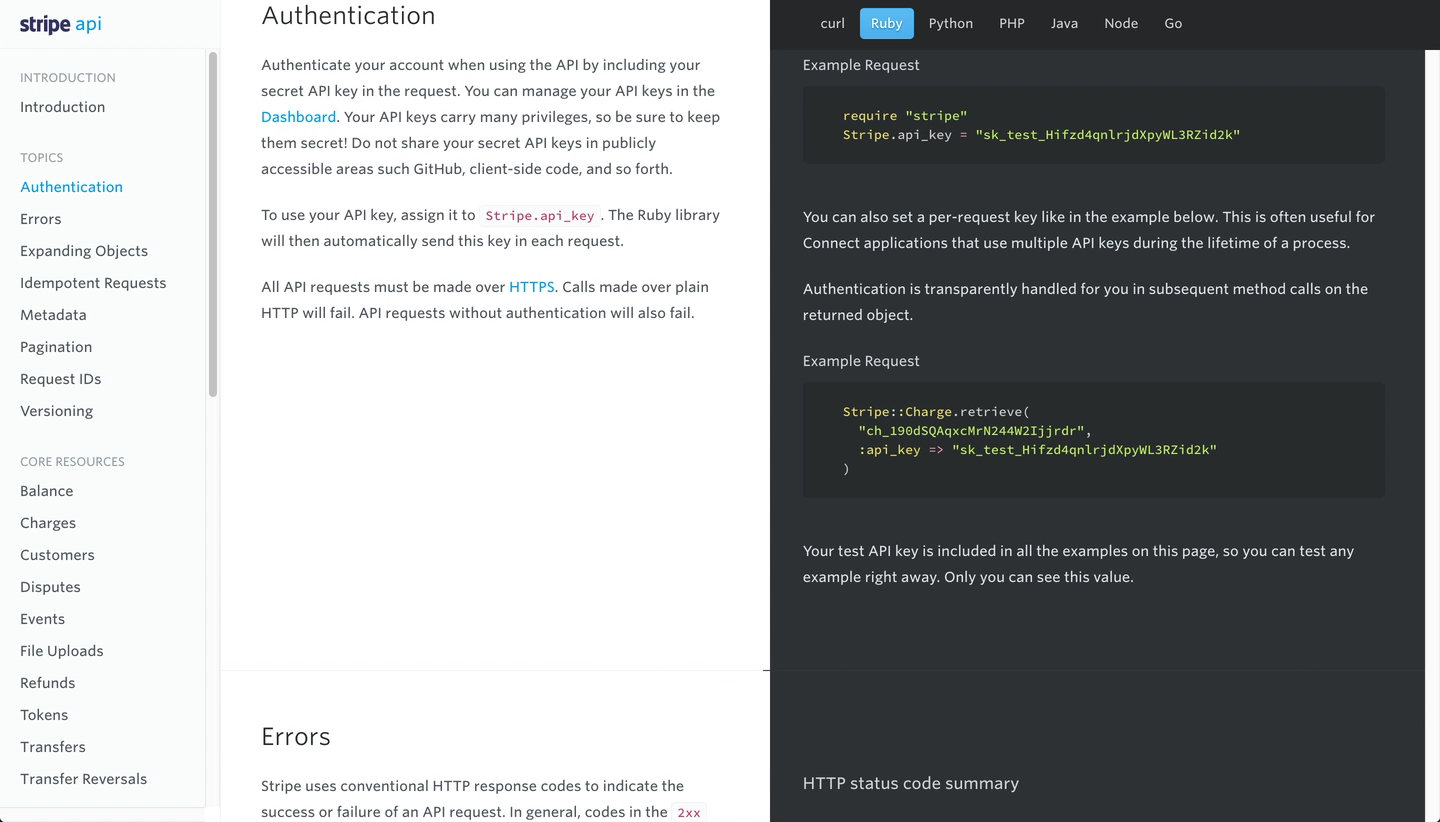 stripe api
INTRODUCTION
Introduction
TOPICS
Authentication
Errors
Expanding Objects
Idempotent Requests
Metadata
Pagination
Request IDs
Versioning
CORE RESOURCES
Balance
Charges
Customers
Disputes
Events
File Uploads
Refunds
Tokens
Transfers
Transfer Reversals
Authentication
Authenticate your account when using the API by including your
secret API key in the request. You can manage your API keys in the
Dashboard. Your API keys carry many privileges, so be sure to keep
them secret! Do not share your secret API keys in publicly
accessible areas such GitHub, client-side code, and so forth.
To use your API key, assign it to Stripe.api_key . The Ruby library
will then automatically send this key in each request.
All API requests must be made over HTTPS. Calls made over plain
HTTP will fail. API requests without authentication will also fail.
Errors
Stripe uses conventional HTTP response codes to indicate the
success or failure of an API request. In general, codes in the 2xx
curl Ruby Python PHP Java Node Go
Example Request
require "stripe"
Stripe.api_key = "sk_test_Hifzd4qnlrjdXpyWL3RZid2k"
You can also set a per-request key like in the example below. This is often useful for
Connect applications that use multiple API keys during the lifetime of a process.
Authentication is transparently handled for you in subsequent method calls on the
returned object.
Example Request
Stripe::Charge.retrieve(
"ch_190dSQAqxcMrN244W2Ijjrdr",
:api_key => "sk_test_Hifzd4qnlrjdXpyWL3RZid2k"
)
Your test API key is included in all the examples on this page, so you can test any
example right away. Only you can see this value.
HTTP status code summary